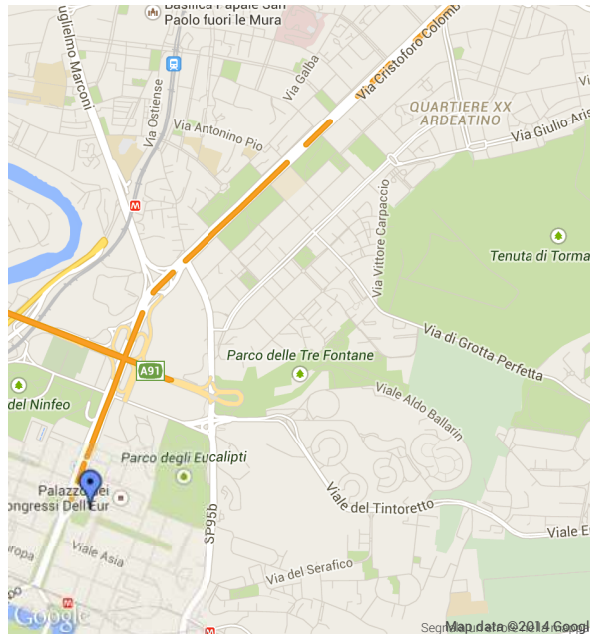 Basilica Papale San
Paolo fuori le Mura
uglielmo Marconi
Via Ostiense
Via Galba
Via Cristoforo Colomb
Via Antonino Pio
QUARTIERE XX
ARDEATINO
Via Giulio Aris
M
Via Vittore Carpaccio
Tenuta di Torma
Via di Grotta Perfetta
Parco delle Tre Fontane
A91
del Ninfeo
Viale Aldo Ballarin
Parco degli Eucalipti
Palazzo dei
ongressi Dell'Eur
Viale del Tintoretto
SP95b
Viale E
Viale Asia
uropa
Via del Serafico
M
Google
Map data ©2014 Googl